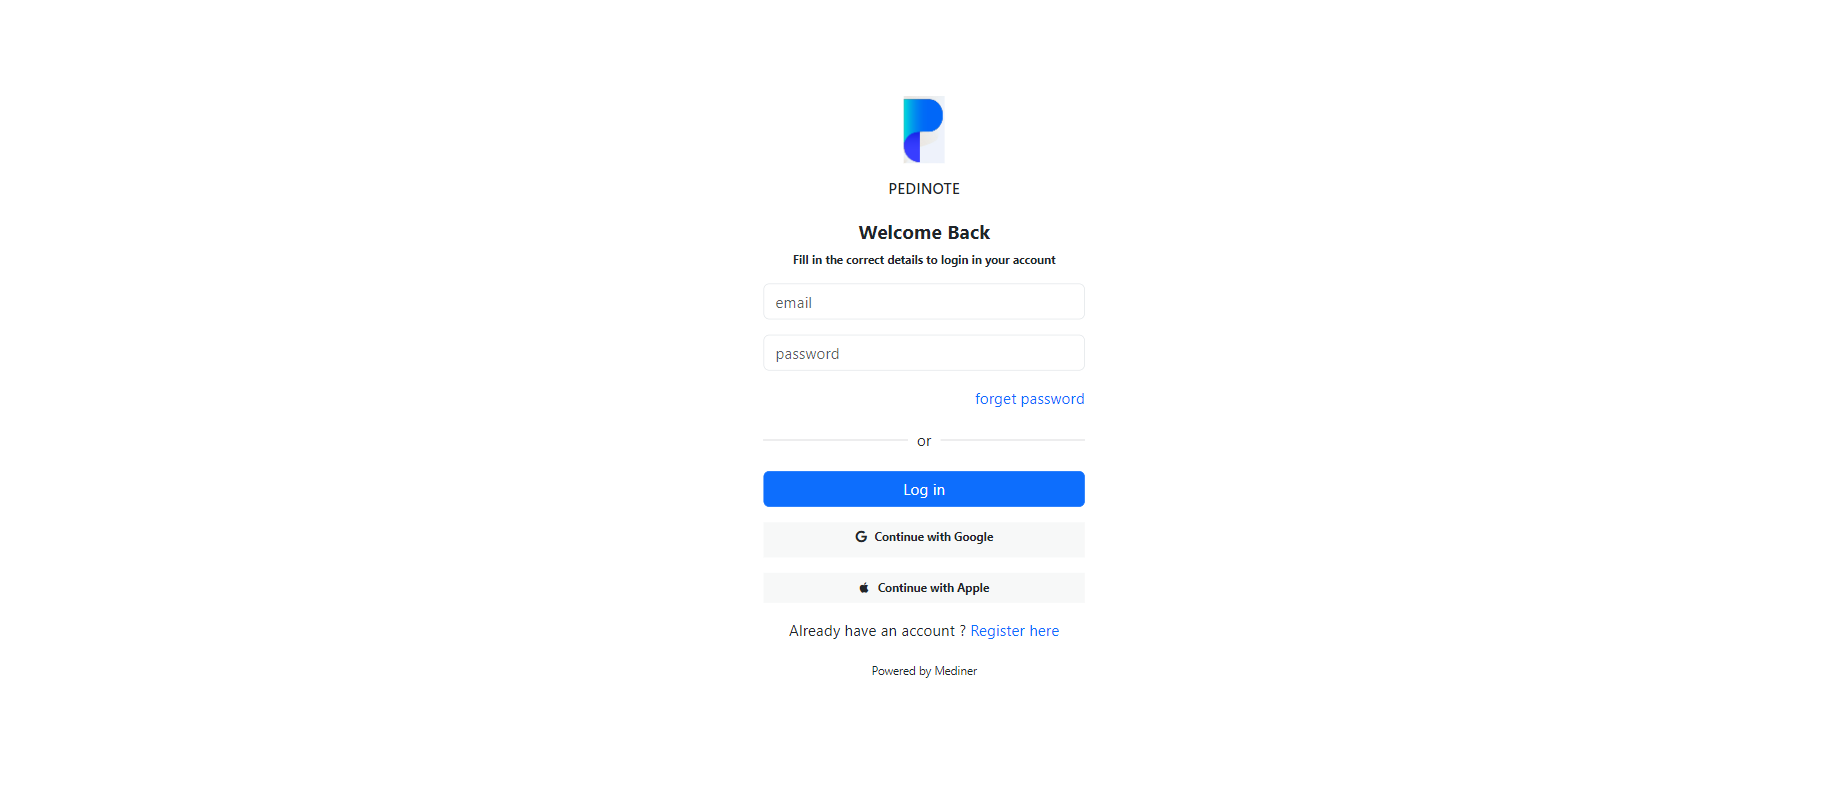 PEDINOTE
Welcome Back
Fill in the correct details to login in your account
email
password
forget password
or
Log in
Continue with Google
Continue with Apple
Already have an account ? Register here
Powered by Mediner